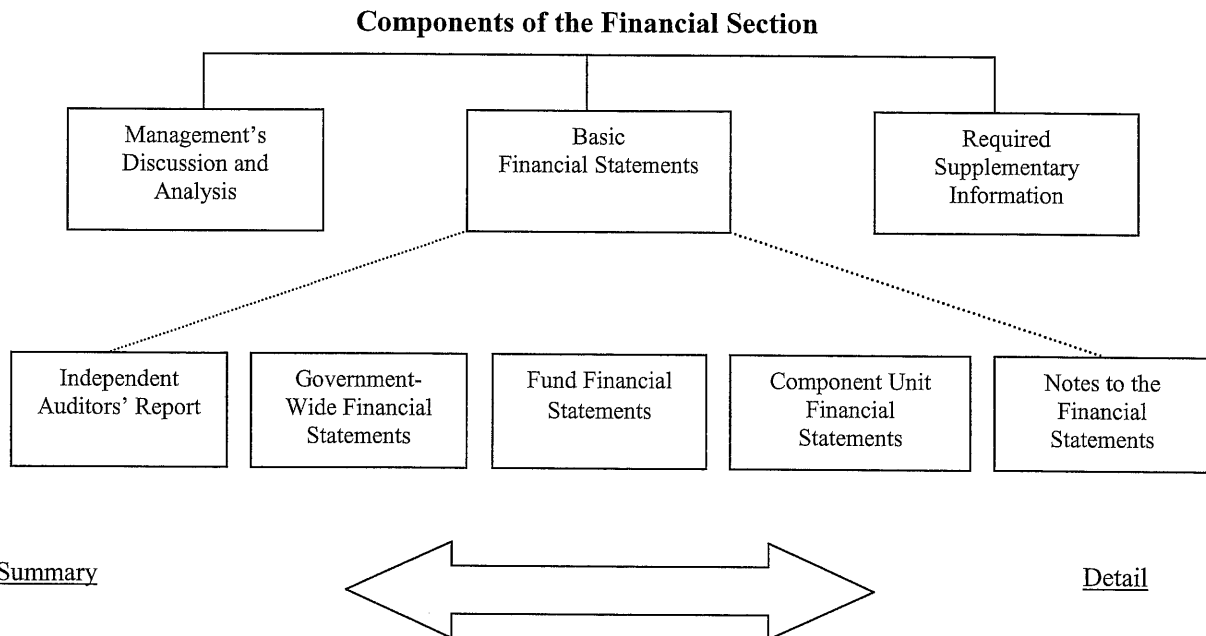 Components of the Financial Section
Management’s
Discussion and
Analysis
Basic
Financial Statements
Required
Supplementary
Information
Independent
Auditors’ Report
Government-
Wide Financial
Statements
Fund Financial
Statements
Component Unit
Financial
Statements
Notes to the
Financial
Statements
Summary
Detail